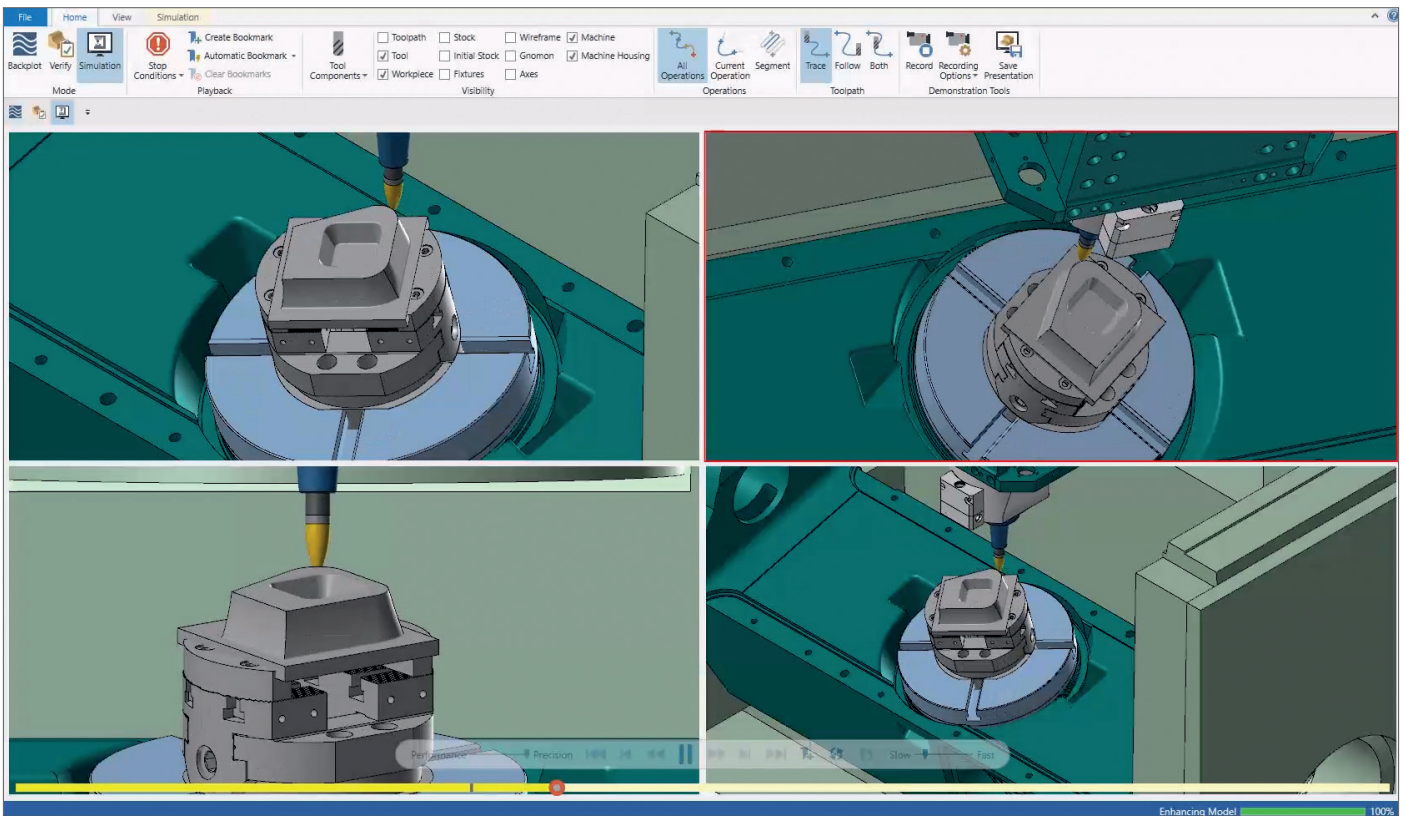 File Home View Simulation
Backplot Verify Simulation
Mode
Stop Conditions
Create Bookmark
Automatic Bookmark
Clear Bookmarks
Playback
Tool Components
Toolpath Stock Wireframe Machine
Tool Initial Stock Gnomon Machine Housing
Workpiece Fixtures Axes
Visibility
All Operations
Current Operation
Segment
Operations
Trace Follow Both
Toolpath
Record
Recording Options
Save Presentation
Demonstration Tools
Performance Precision Slow Fast
Enhancing Model 100%